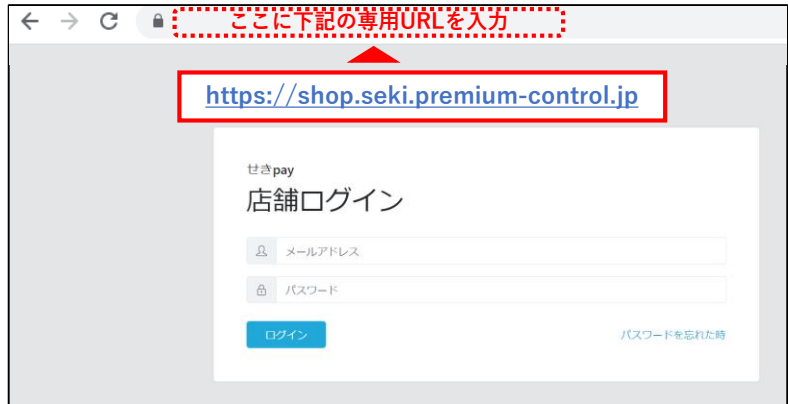 ここに下記の専用URLを入力
https://shop.seki.premium-control.jp
せきpay
店舗ログイン
メールアドレス
パスワード
ログイン
パスワードを忘れた時